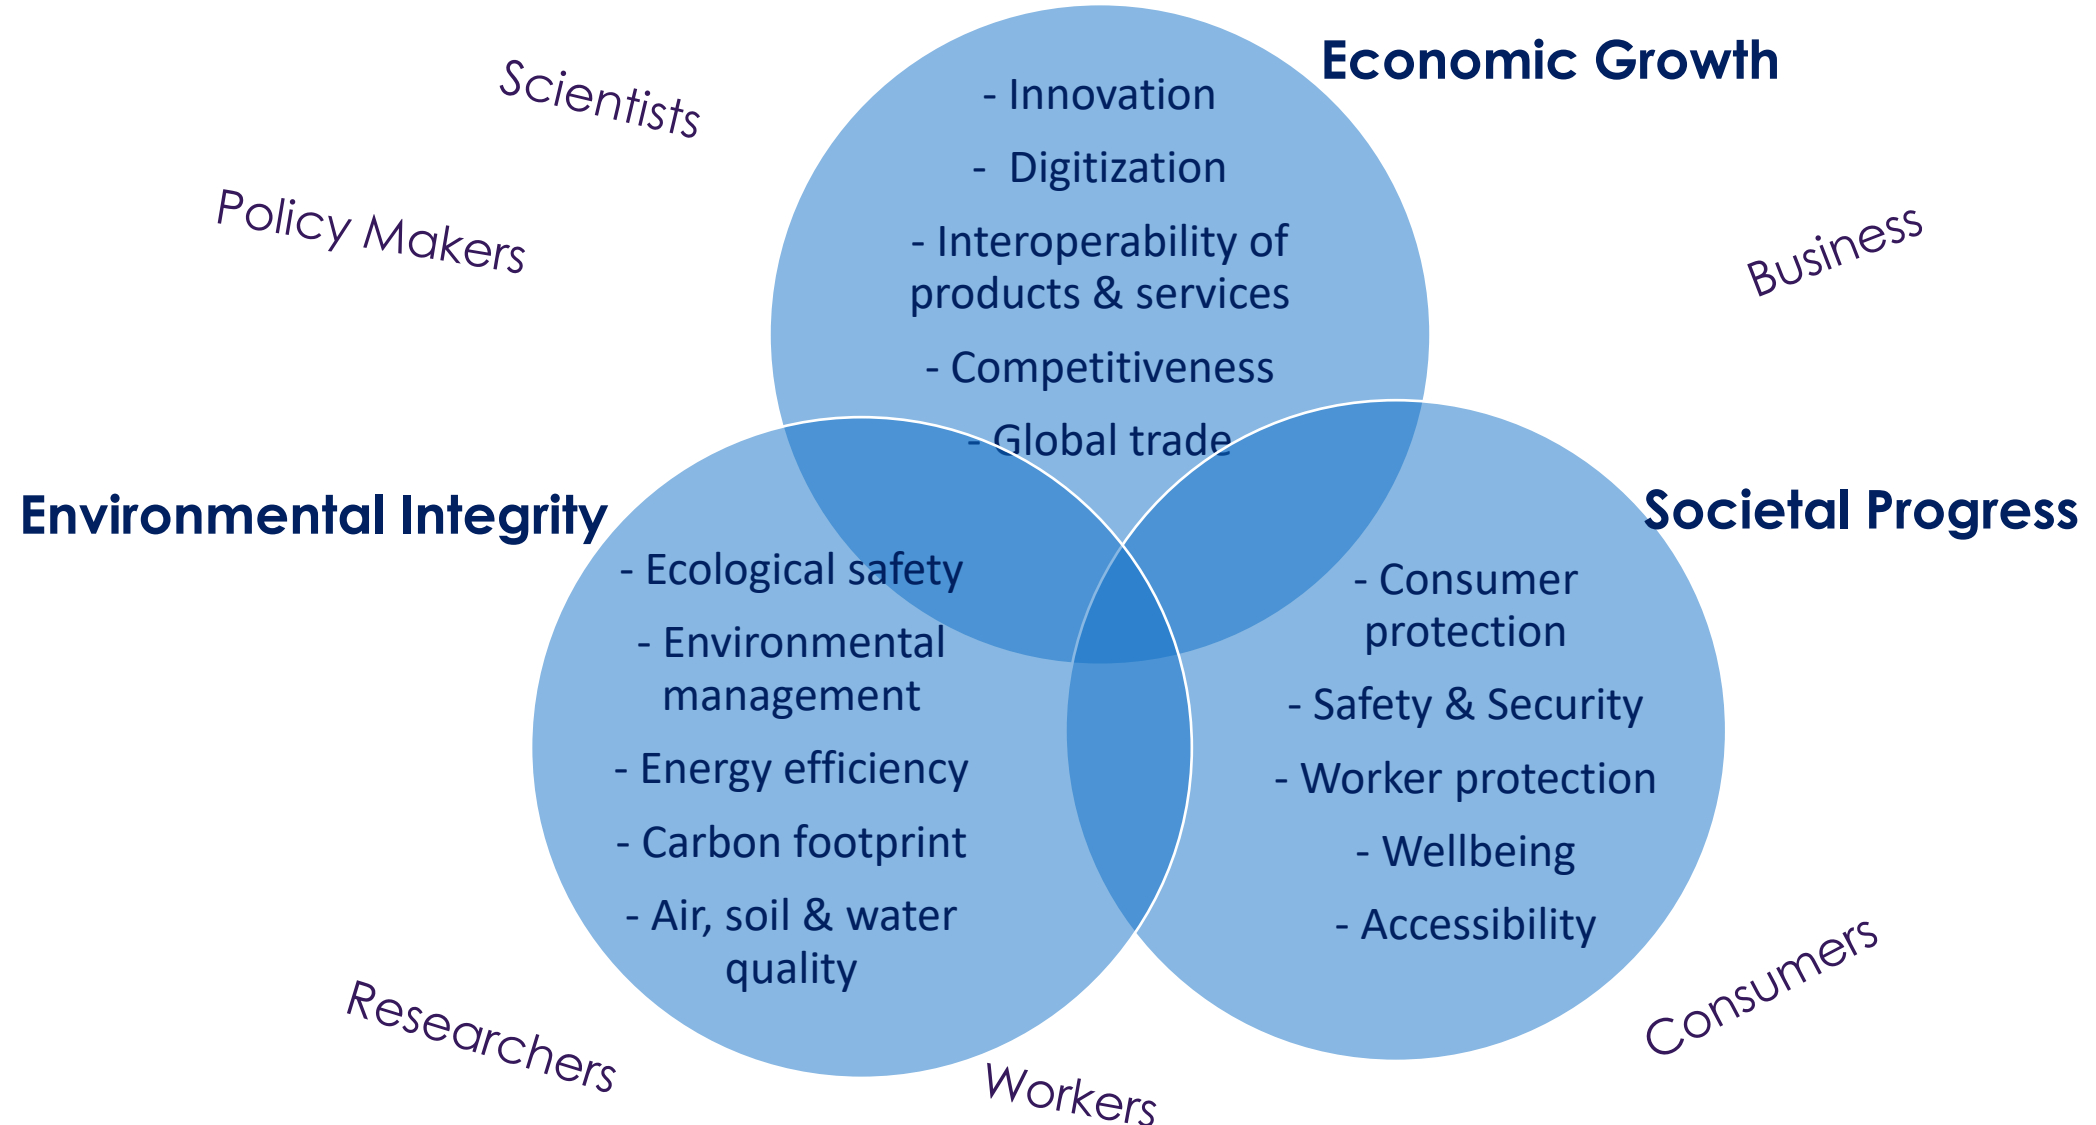 Economic Growth
Scientists
- Innovation
- Digitization
Policy Makers
Business
- Interoperability of
products & services
- Competitiveness
- Global trade
Environmental Integrity
Societal Progress
- Ecological safety
- Environmental
management
- Energy efficiency
- Carbon footprint
- Air, soil & water
quality
- Consumer
protection
- Safety & Security
- Worker protection
- Wellbeing
- Accessibility
Researchers
Workers
Consumers